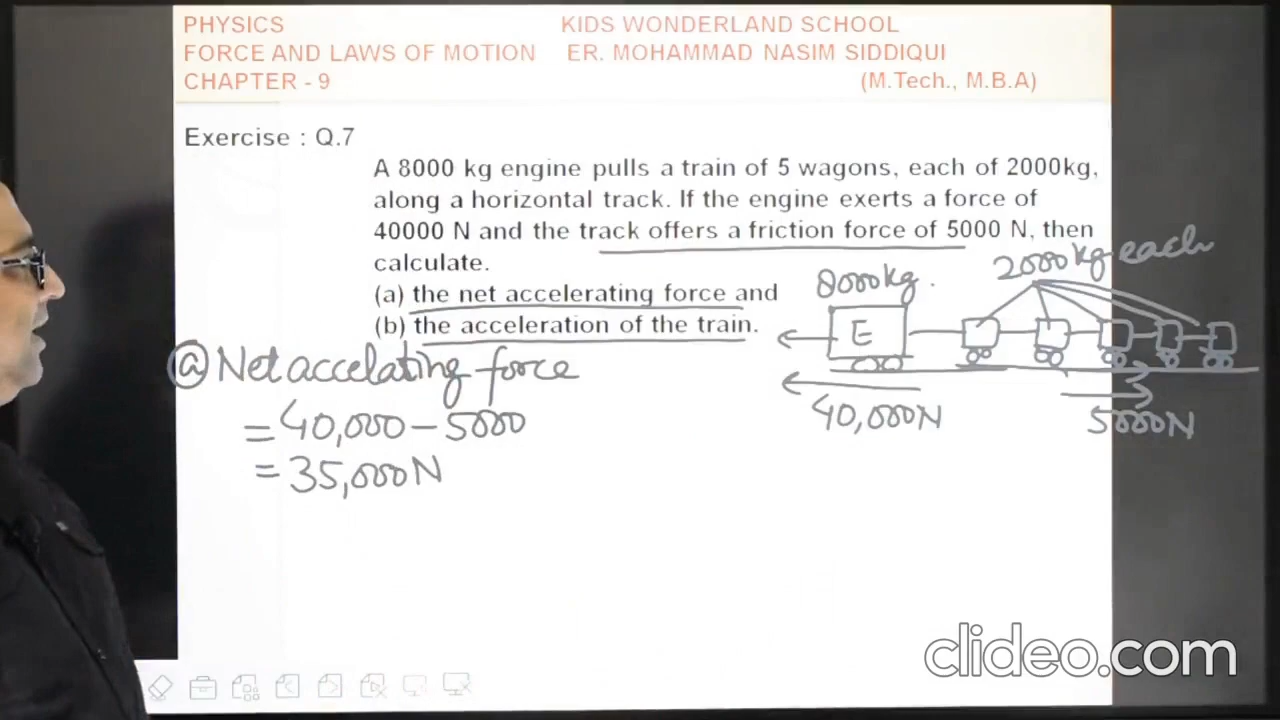 PHYSICS KIDS WONDERLAND SCHOOL
FORCE AND LAWS OF MOTION ER. MOHAMMAD NASIM SIDDIQUI
CHAPTER - 9 (M.Tech., M.B.A)
Exercise : Q.7
A 8000 kg engine pulls a train of 5 wagons, each of 2000kg,
along a horizontal track. If the engine exerts a force of
40000 N and the track offers a friction force of 5000 N, then
calculate.
(a) the net accelerating force and
(b) the acceleration of the train.
8000kg.
2000kg each
E
40,000N
5000N
(a) Net accelating force
= 40,000 - 5000
= 35,000N
clideo.com